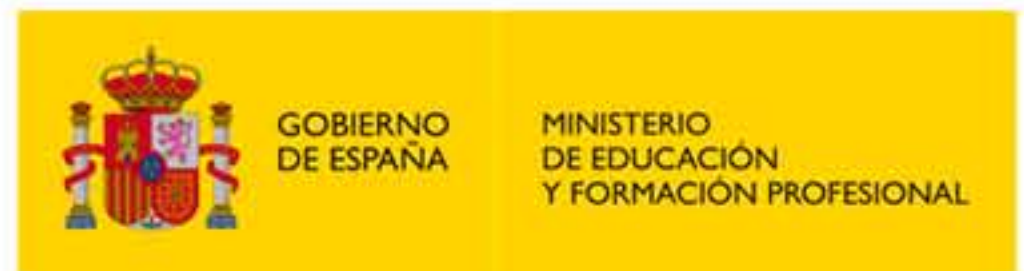 GOBIERNO
DE ESPAÑA
MINISTERIO
DE EDUCACIÓN
Y FORMACIÓN PROFESIONAL